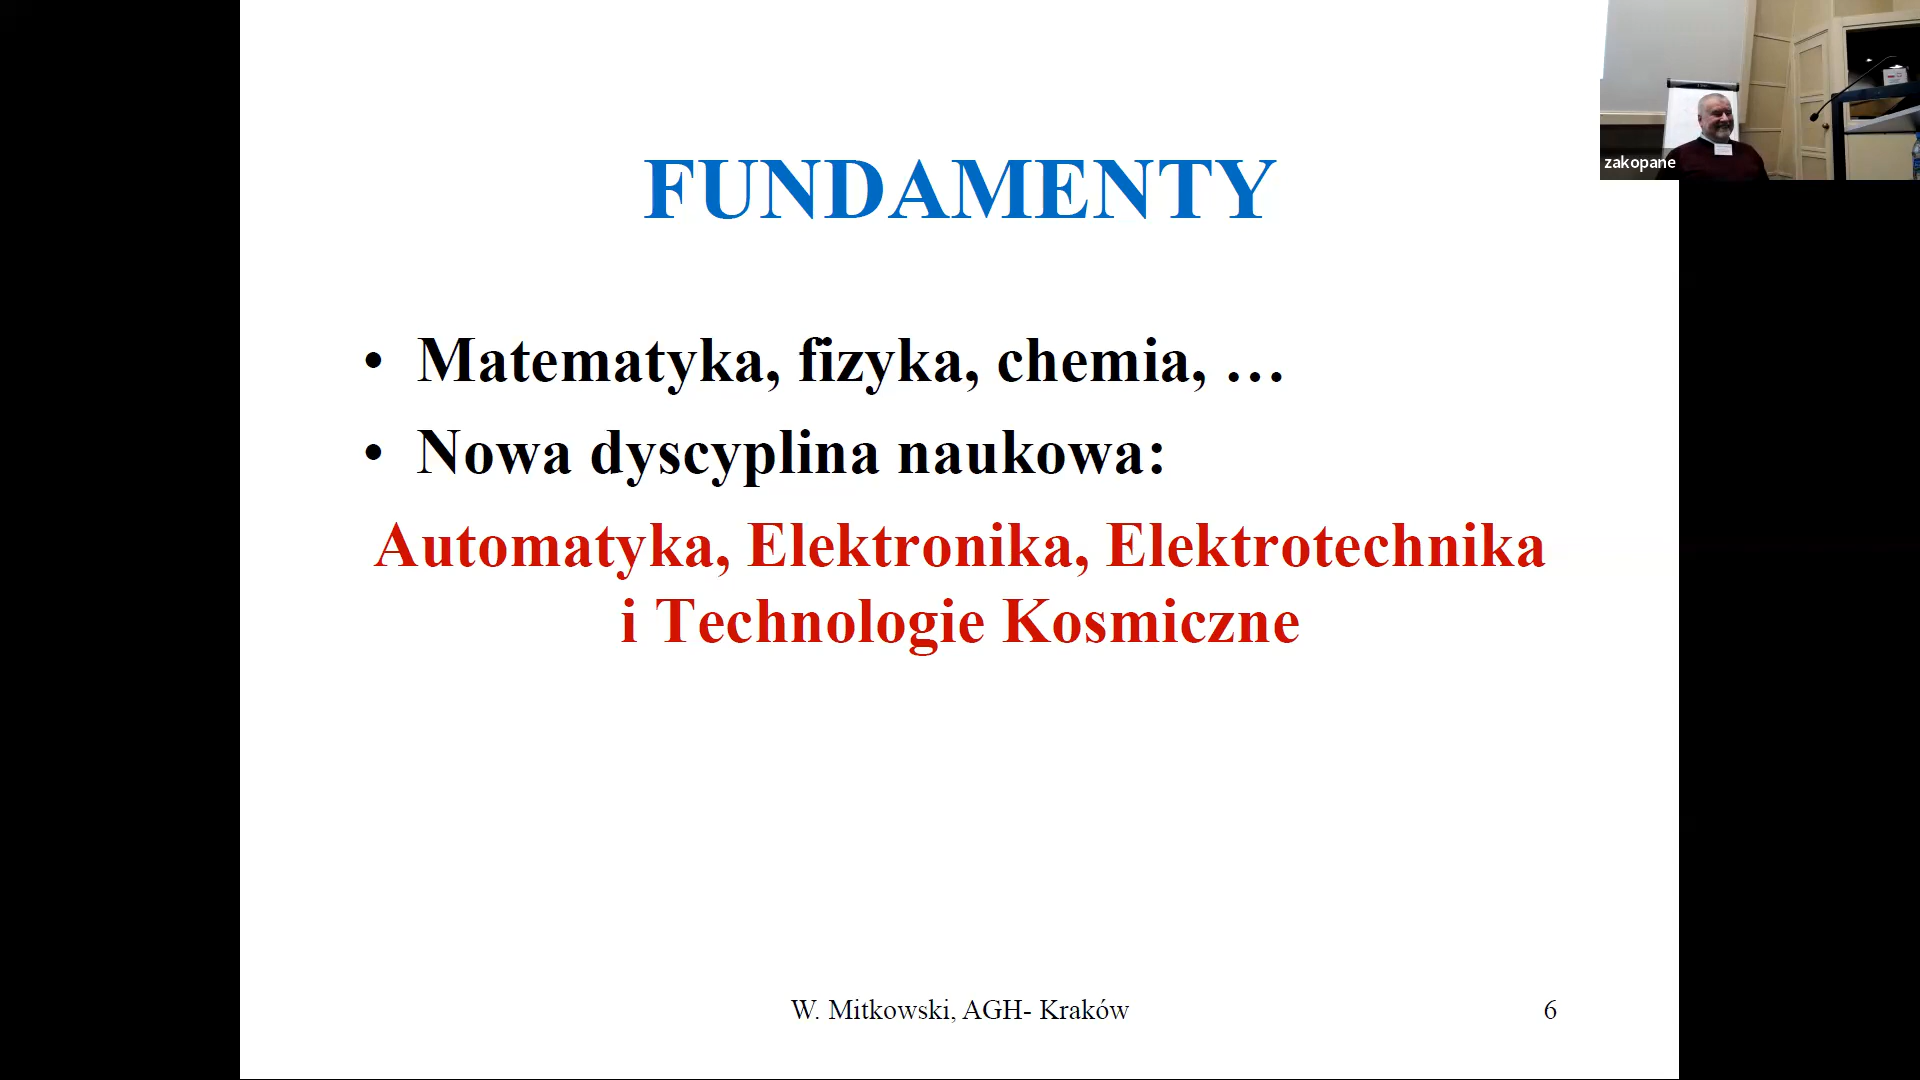 FUNDAMENTY
• Matematyka, fizyka, chemia, …
• Nowa dyscyplina naukowa:
Automatyka, Elektronika, Elektrotechnika
i Technologie Kosmiczne
W. Mitkowski, AGH- Kraków
6
zakopane